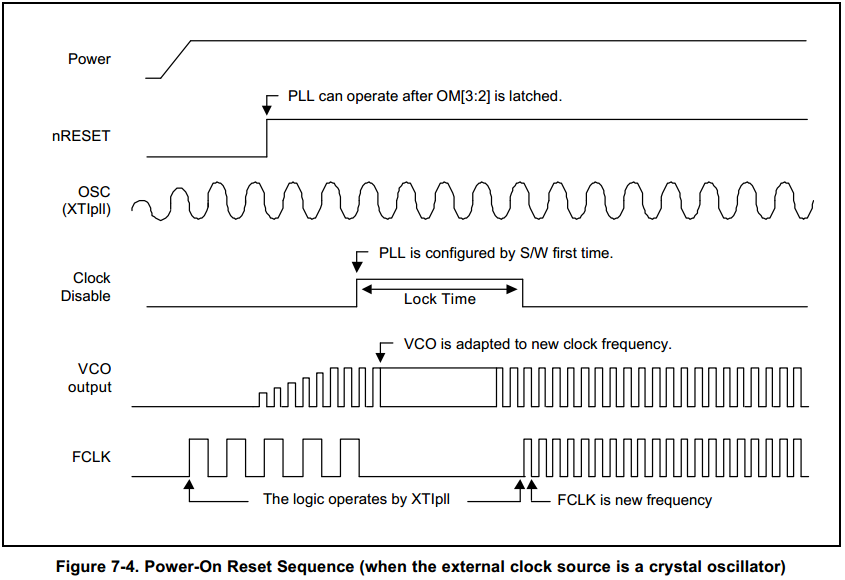 Power
PLL can operate after OM[3:2] is latched.
nRESET
OSC
(XTIpll)
PLL is configured by S/W first time.
Clock
Disable
Lock Time
VCO is adapted to new clock frequency.
VCO
output
FCLK
The logic operates by XTIpll
FCLK is new frequency
Figure 7-4. Power-On Reset Sequence (when the external clock source is a crystal oscillator)